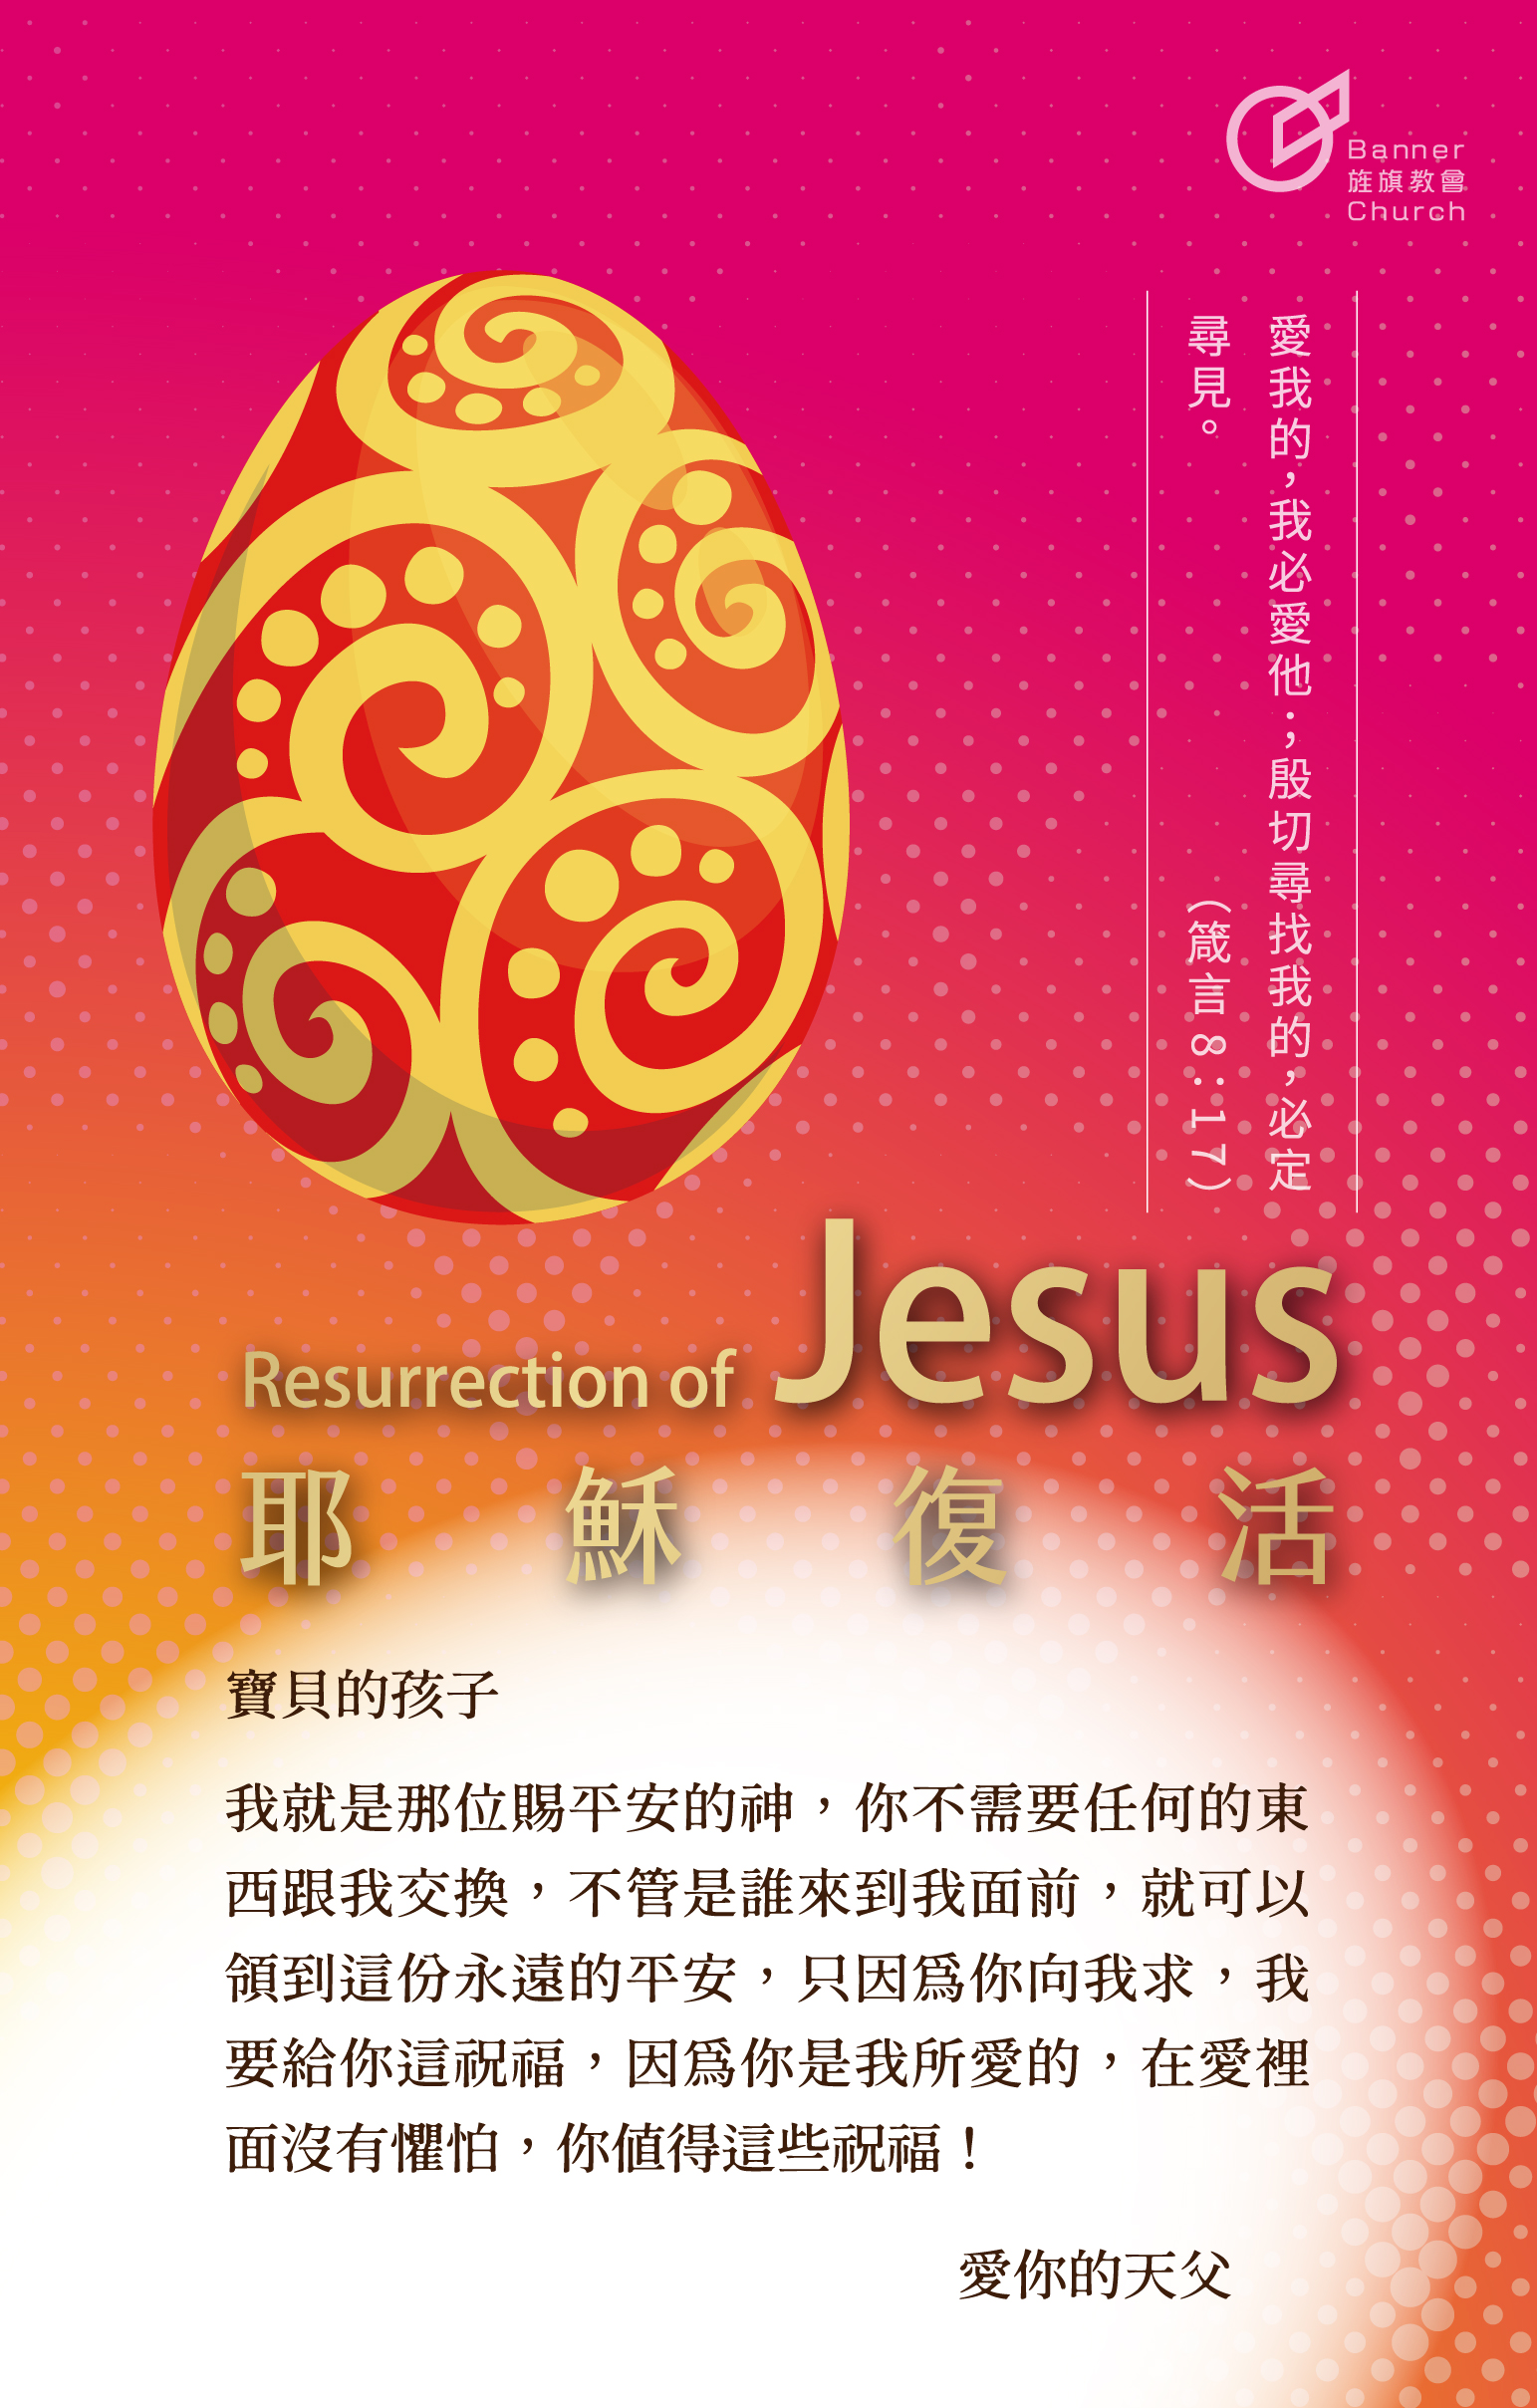 Banner
旌旗教會
Church
愛我的，我必愛他；殷切尋找我的，必定
尋見。（箴言8：17）
Resurrection of Jesus
耶穌復活
寶貝的孩子
我就是那位賜平安的神，你不需要任何的東
西跟我交換，不管是誰來到我面前，就可以
領到這份永遠的平安，只因為你向我求，我
要給你這祝福，因為你是我所愛的，在愛裡
面沒有懼怕，你值得這些祝福！
愛你的天父